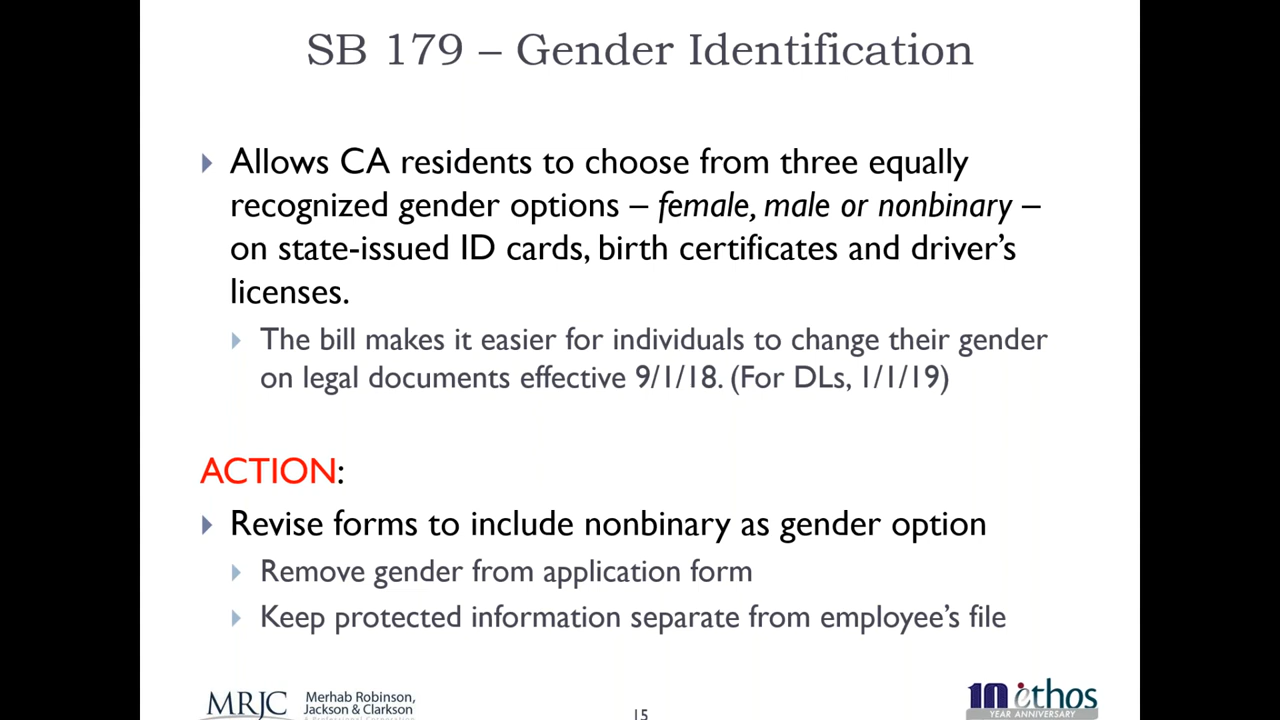 SB 179 – Gender Identification
Allows CA residents to choose from three equally
recognized gender options – female, male or nonbinary –
on state-issued ID cards, birth certificates and driver's
licenses.
The bill makes it easier for individuals to change their gender
on legal documents effective 9/1/18. (For DLs, 1/1/19)
ACTION:
Revise forms to include nonbinary as gender option
Remove gender from application form
Keep protected information separate from employee's file
MRJC
Merhab Robinson,
Jackson & Clarkson
A Professional Corporation
15
10 ethos
YEAR ANNIVERSARY